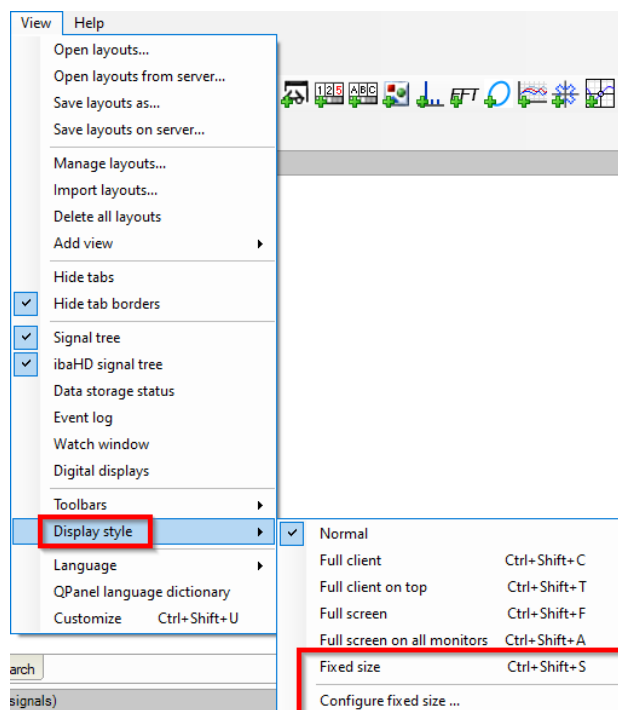 View Help
Open layouts...
Open layouts from server...
Save layouts as...
Save layouts on server...
123 ABC FFT
Manage layouts...
Import layouts...
Delete all layouts
Add view
Hide tabs
Hide tab borders
Signal tree
ibaHD signal tree
Data storage status
Event log
Watch window
Digital displays
Toolbars
Display style
Language
QPanel language dictionary
Customize Ctrl+Shift+U
Normal
Full client Ctrl+Shift+C
Full client on top Ctrl+Shift+T
Full screen Ctrl+Shift+F
Full screen on all monitors Ctrl+Shift+A
Fixed size Ctrl+Shift+S
Configure fixed size ...
arch
signals)